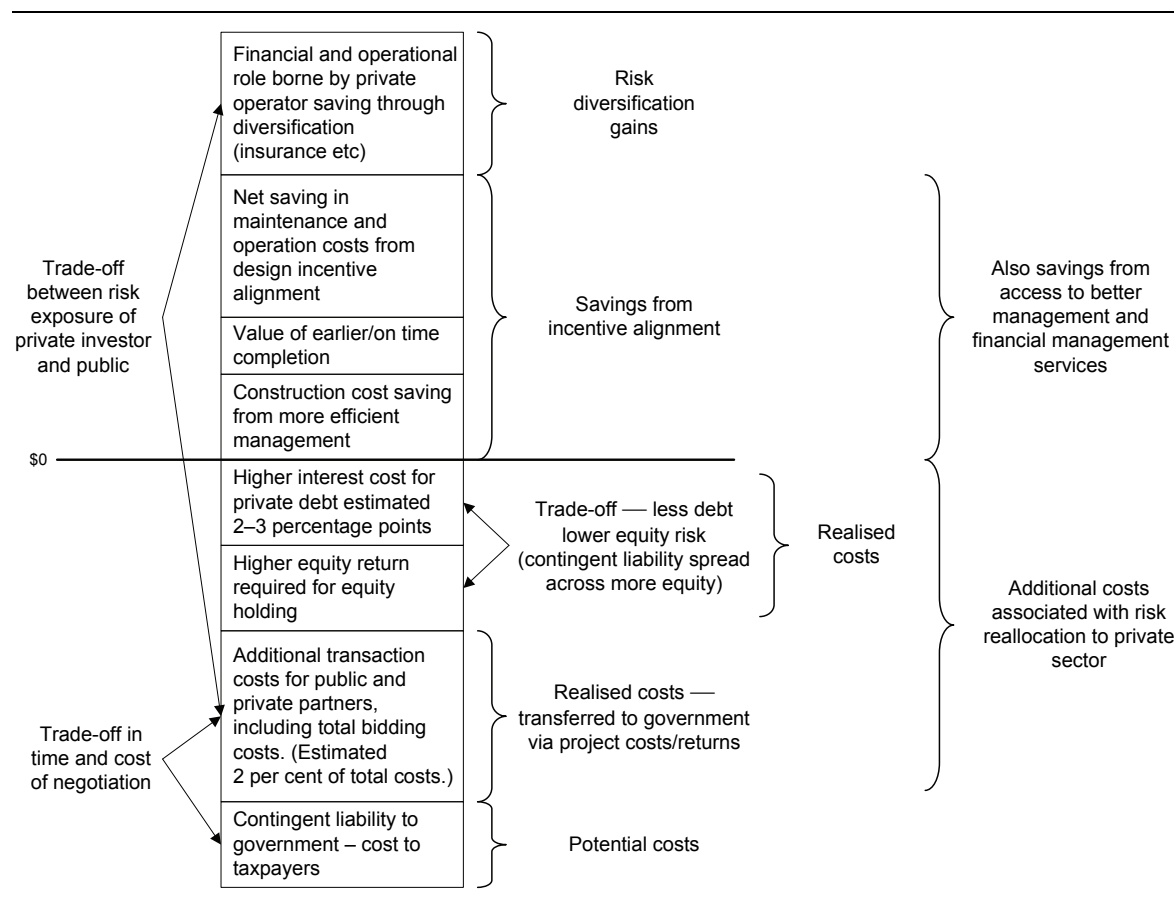 Financial and operational
role borne by private
operator saving through
diversification
(insurance etc)
Risk
diversification
gains
Net saving in
maintenance and
operation costs from
design incentive
alignment
Trade-off
between risk
exposure of
private investor
and public
Savings from
incentive alignment
Also savings from
access to better
management and
financial management
services
Value of earlier/on time
completion
Construction cost saving
from more efficient
management
$0
Higher interest cost for
private debt estimated
2–3 percentage points
Trade-off — less debt
lower equity risk
(contingent liability spread
across more equity)
Realised
costs
Higher equity return
required for equity
holding
Additional costs
associated with risk
reallocation to private
sector
Additional transaction
costs for public and
private partners,
including total bidding
costs. (Estimated
2 per cent of total costs.)
Realised costs —
transferred to government
via project costs/returns
Trade-off in
time and cost
of negotiation
Contingent liability to
government – cost to
taxpayers
Potential costs